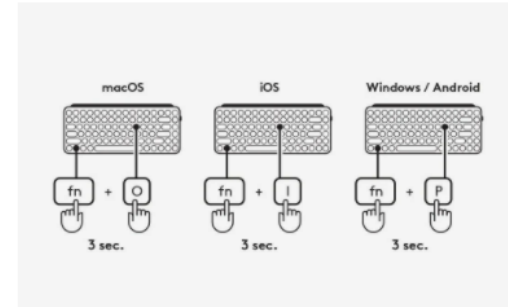 macOS
iOS
Windows / Android
fn + O
fn + I
fn + P
3 sec.
3 sec.
3 sec.